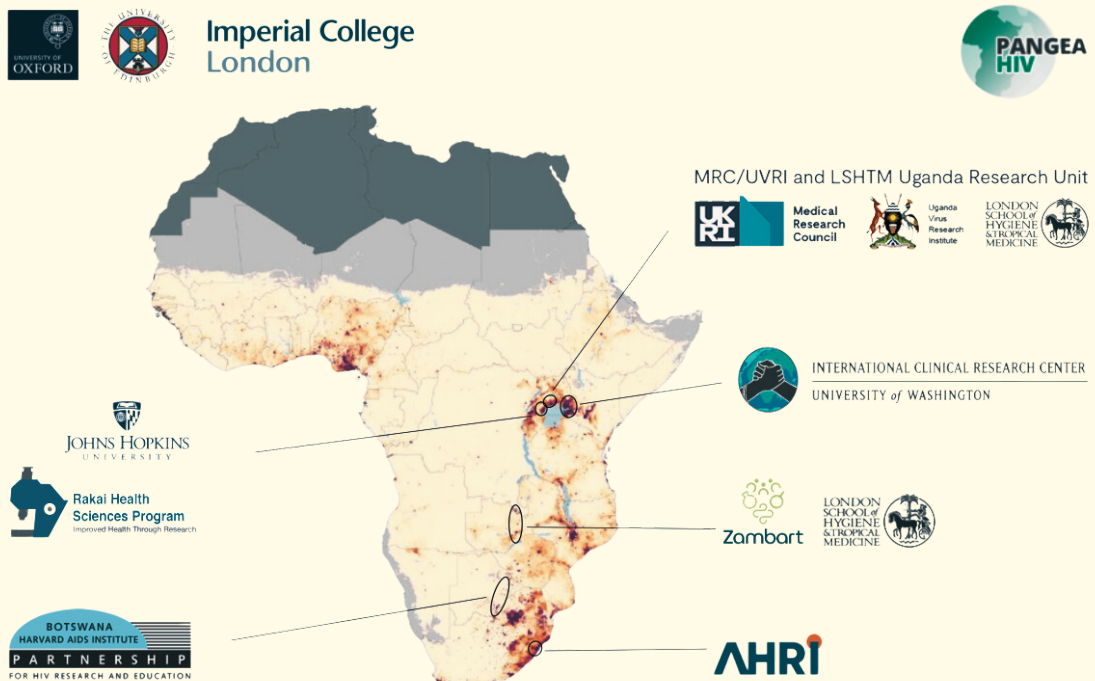 UNIVERSITY OF
OXFORD
THE UNIVERSITY OF EDINBURGH
Imperial College
London
PANGEA
HIV
MRC/UVRI and LSHTM Uganda Research Unit
UK
RI
Medical
Research
Council
Uganda
Virus
Research
Institute
LONDON
SCHOOL of
HYGIENE
& TROPICAL
MEDICINE
INTERNATIONAL CLINICAL RESEARCH CENTER
UNIVERSITY of WASHINGTON
JOHNS HOPKINS
UNIVERSITY
Rakai Health
Sciences Program
Improved Health Through Research
Zambart
LONDON
SCHOOL of
HYGIENE
& TROPICAL
MEDICINE
BOTSWANA
HARVARD AIDS INSTITUTE
PARTNERSHIP
FOR HIV RESEARCH AND EDUCATION
AHRI